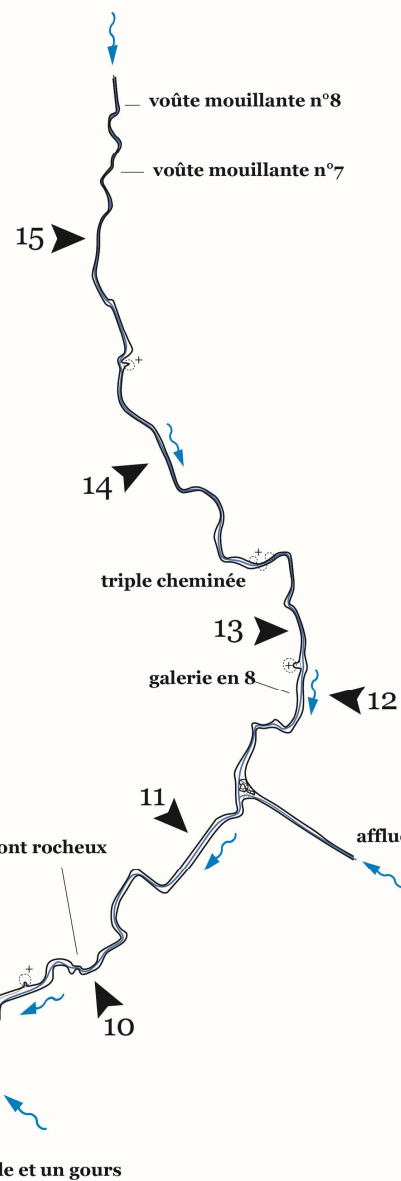 voûte mouillante n°8
voûte mouillante n°7
15
14
triple cheminée
13
galerie en 8
12
11
afflue
ont rocheux
10
le et un gours